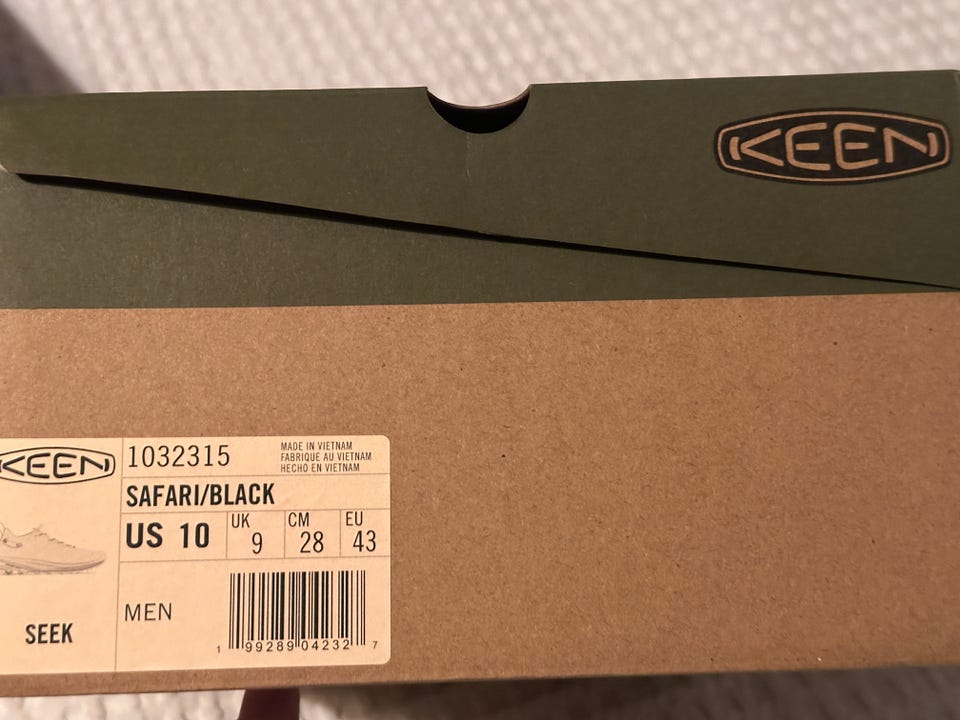 KEEN
KEEN
1032315
MADE IN VIETNAM
FABRIQUE AU VIETNAM
HECHO EN VIETNAM
SAFARI/BLACK
US 10
UK 9
CM 28
EU 43
SEEK
MEN
1 99289 04232 7